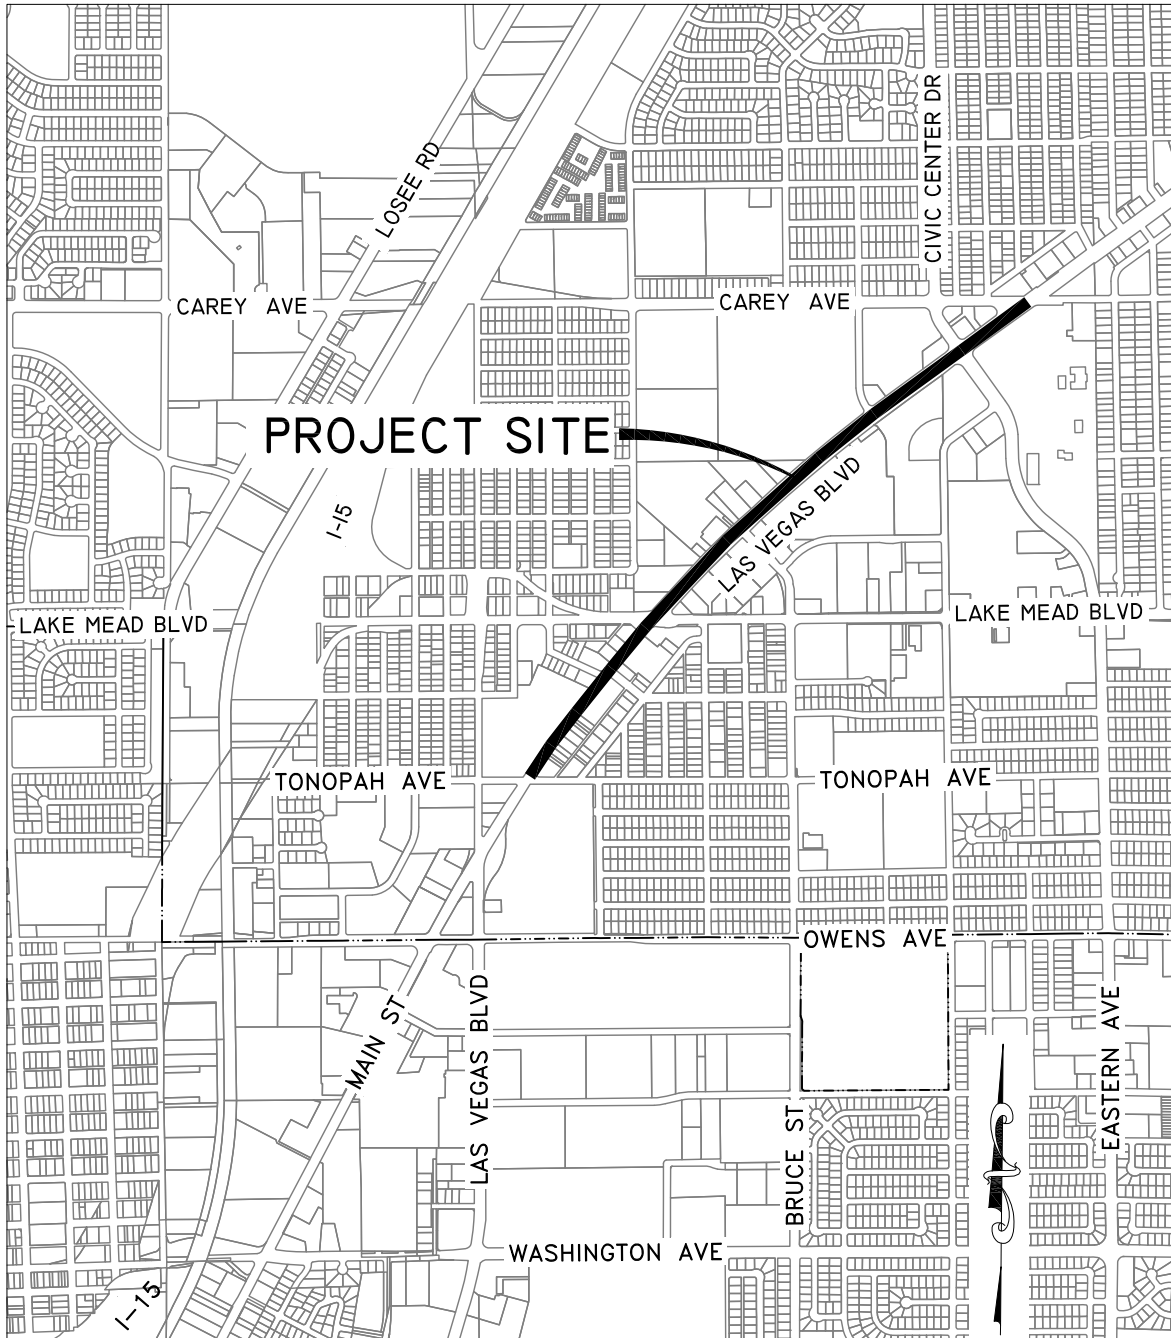 CIVIC CENTER DR
LOSEE RD
CAREY AVE
CAREY AVE
PROJECT SITE
I-15
LAS VEGAS BLVD
LAKE MEAD BLVD
LAKE MEAD BLVD
TONOPAH AVE
TONOPAH AVE
OWENS AVE
MAIN ST
LAS VEGAS BLVD
EASTERN AVE
BRUCE ST
WASHINGTON AVE
I-15